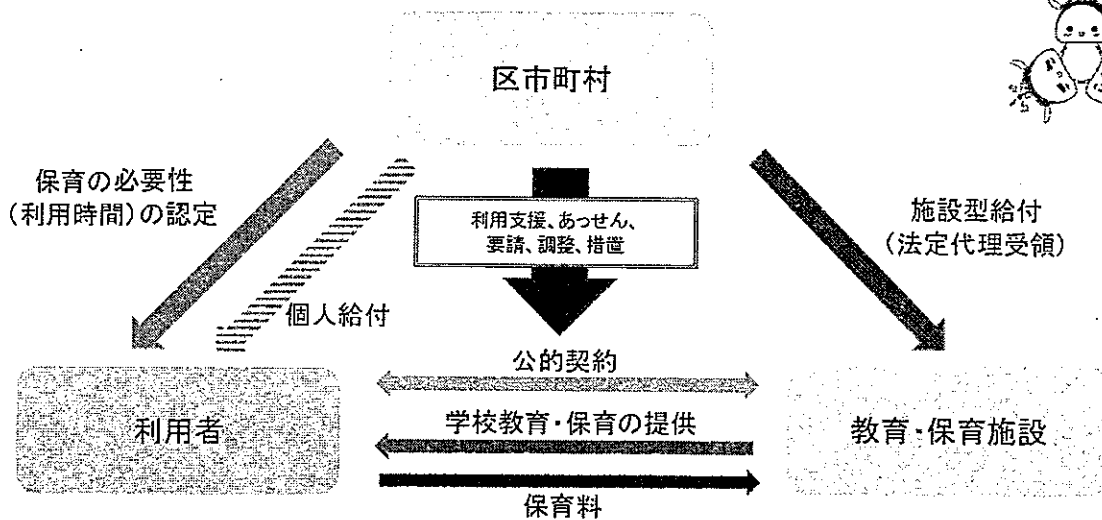 区市町村
保育の必要性
(利用時間)の認定
利用支援、あっせん、
要請、調整、措置
施設型給付
(法定代理受領)
個人給付
公的契約
利用者
学校教育・保育の提供
教育・保育施設
保育料